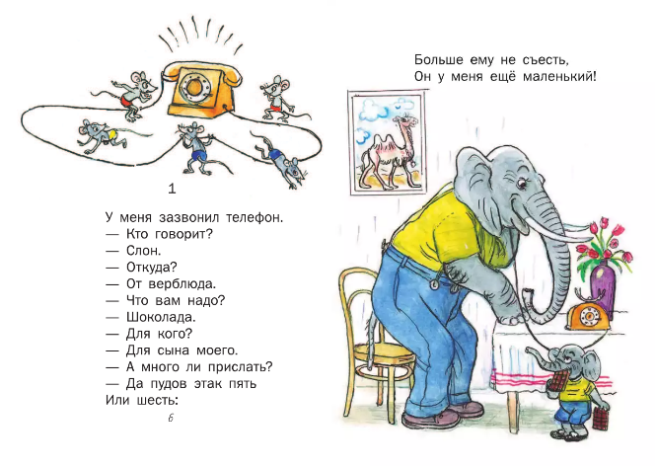 1
У меня зазвонил телефон.
— Кто говорит?
— Слон.
— Откуда?
— От верблюда.
— Что вам надо?
— Шоколада.
— Для кого?
— Для сына моего.
— А много ли прислать?
— Да пудов этак пять
Или шесть:
6
Больше ему не съесть,
Он у меня ещё маленький!